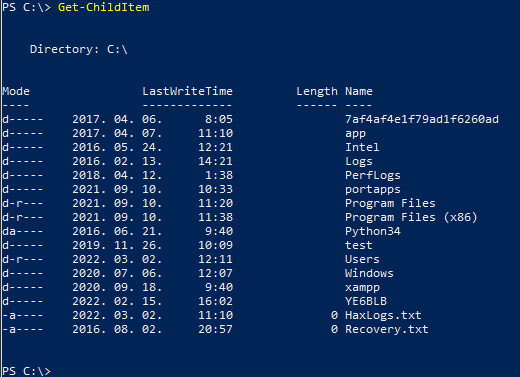 PS C:\> Get-ChildItem
Directory: C:\
Mode LastWriteTime Length Name
---- ------------- ------ ----
d----- 2017. 04. 06. 8:05 7af4af4e1f79ad1f6260ad
d----- 2017. 04. 07. 11:10 app
d----- 2016. 05. 24. 12:21 Intel
d----- 2016. 02. 13. 14:21 Logs
d----- 2018. 04. 12. 1:38 PerfLogs
d----- 2021. 09. 10. 10:33 portapps
d-r--- 2021. 09. 10. 11:20 Program Files
d-r--- 2021. 09. 10. 11:38 Program Files (x86)
da---- 2016. 06. 21. 9:40 Python34
d----- 2019. 11. 26. 10:09 test
d-r--- 2022. 03. 02. 12:11 Users
d----- 2020. 07. 06. 12:07 Windows
d----- 2020. 09. 18. 9:40 xampp
d----- 2022. 02. 15. 16:02 YE6BLB
-a---- 2022. 03. 02. 11:10 0 HaxLogs.txt
-a---- 2016. 08. 02. 20:57 0 Recovery.txt
PS C:\>